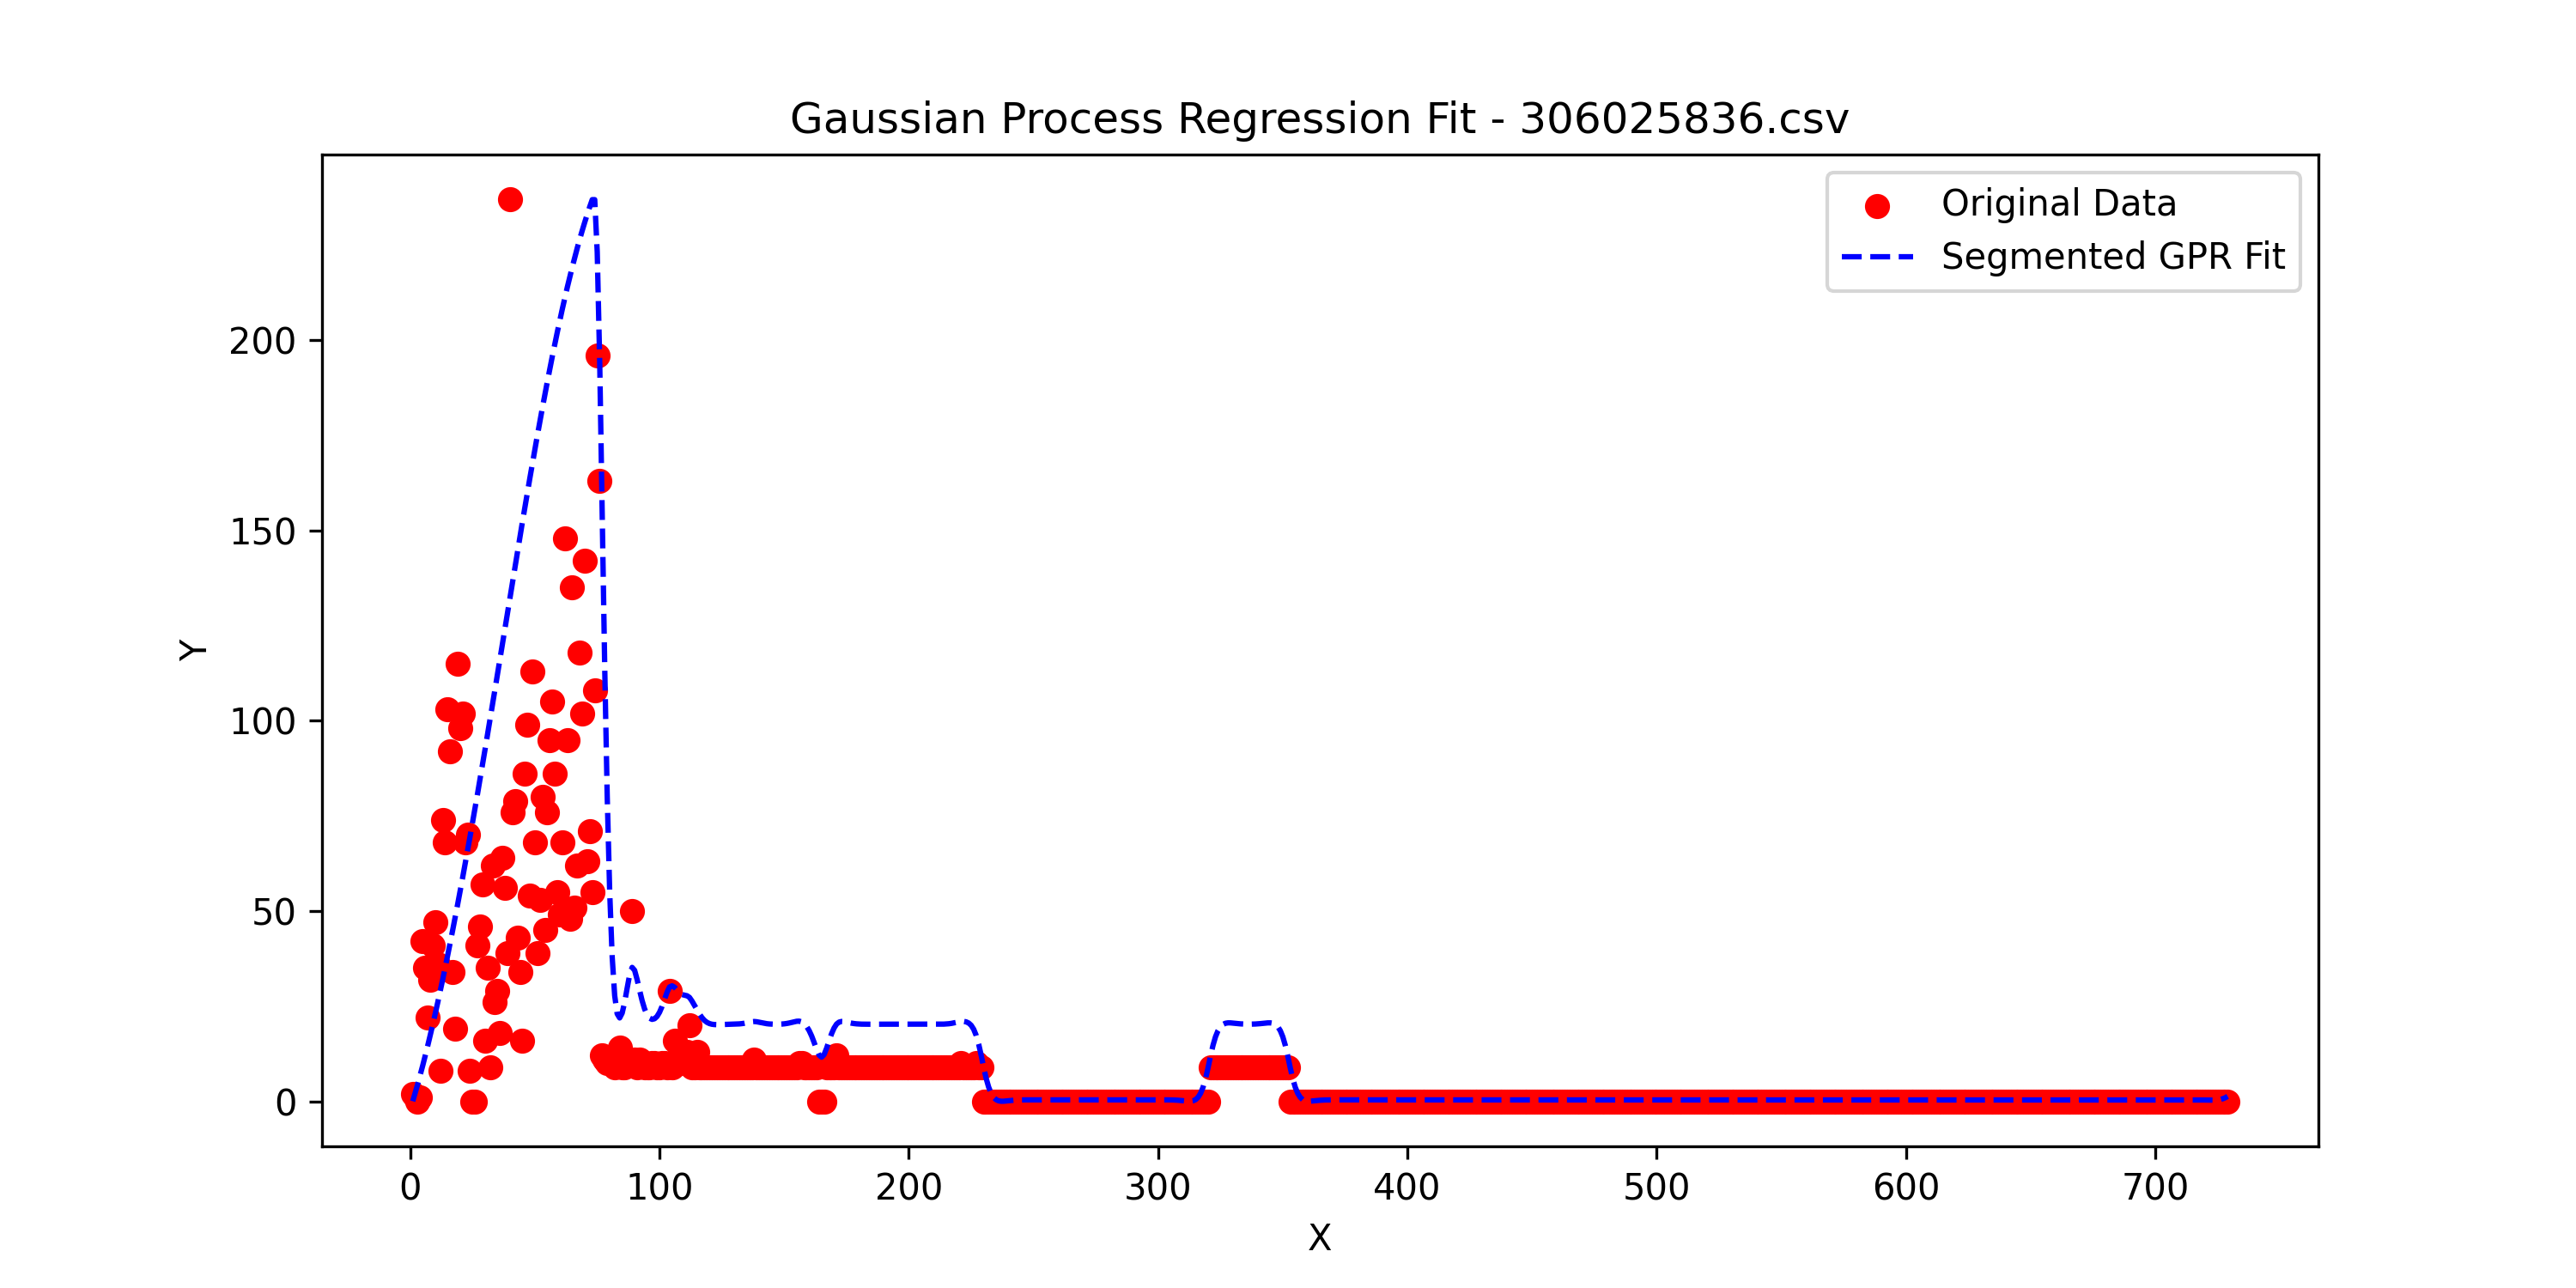 Gaussian Process Regression Fit - 306025836.csv
Original Data
Segmented GPR Fit
200
150
100
50
0
Y
0 100 200 300 400 500 600 700
X